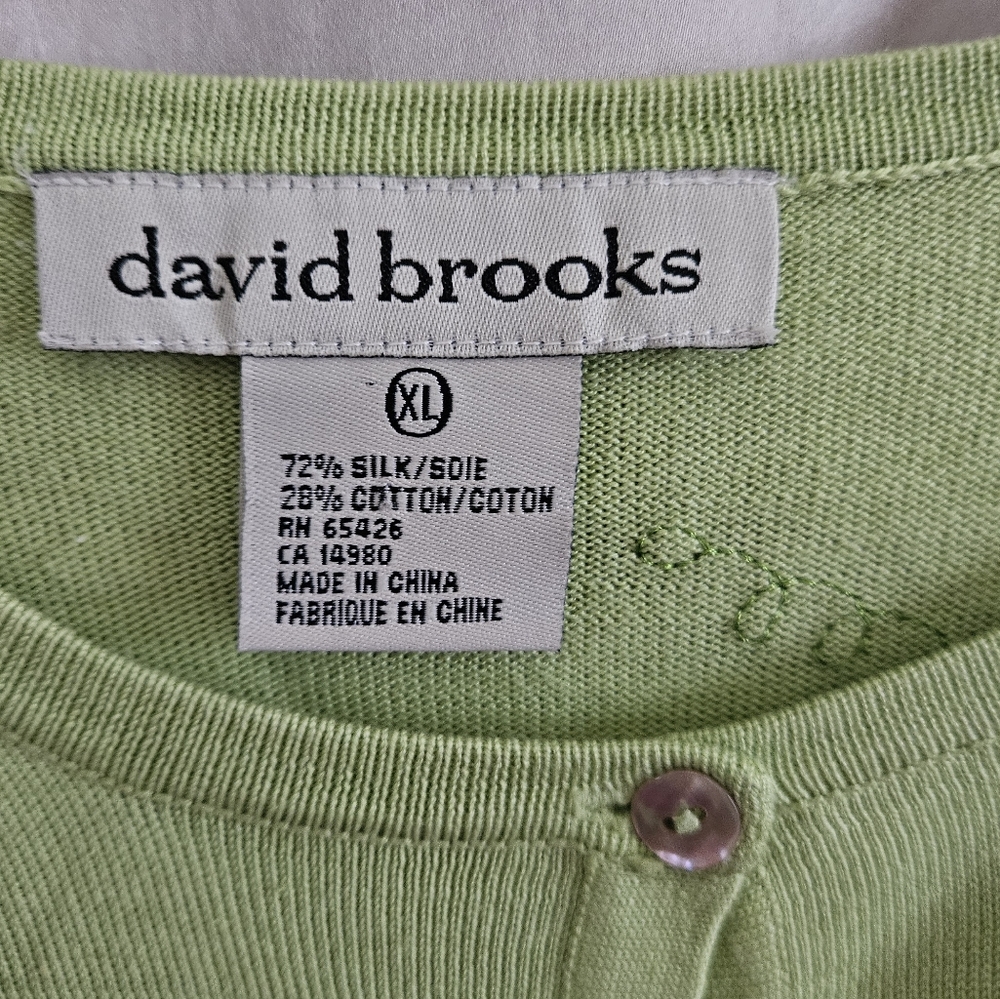 david brooks
XL
72% SILK/SOIE
28% COTTON/COTON
RN 65426
CA 14980
MADE IN CHINA
FABRIQUE EN CHINE